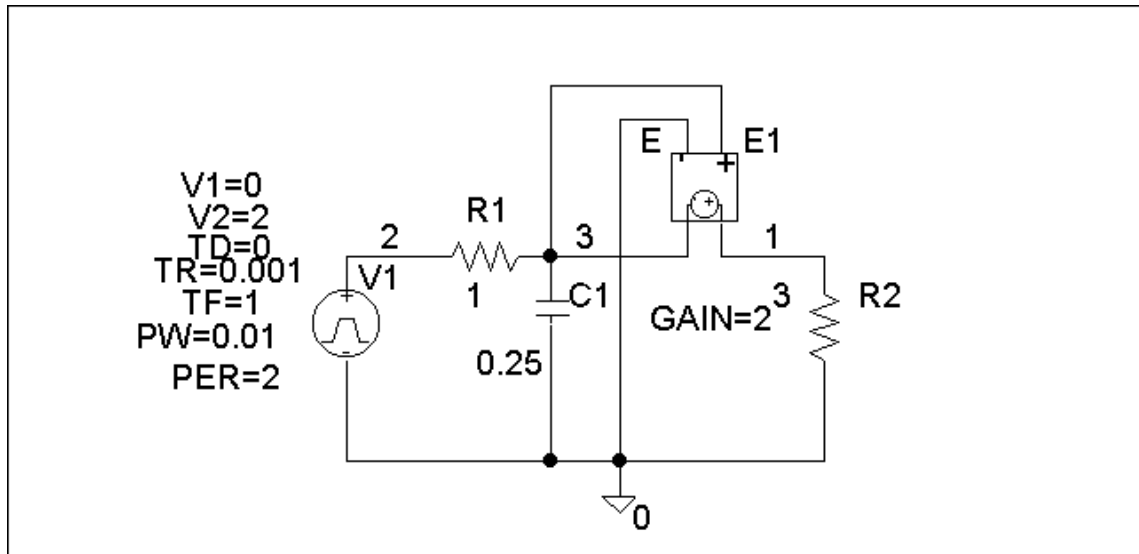 E E1
V1=0
V2=2
TD=0
TR=0.001
TF=1
PW=0.01
PER=2
R1
2 3 1
V1
1 C1 3 R2
GAIN=2
0.25
0